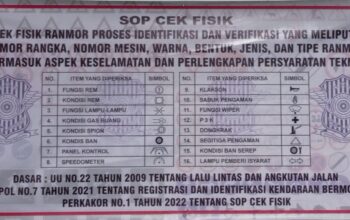 SOP CEK FISIK
CEK FISIK RANMOR PROSES IDENTIFIKASI DAN VERIFIKASI YANG MELIPUT
OMOR RANGKA, NOMOR MESIN, WARNA, BENTUK, JENIS, DAN TIPE RANM
RMASUK ASPEK KESELAMATAN DAN PERLENGKAPAN PERSYARATAN TEKN
NO ITEM YANG DIPERIKSA SIMBOL NO ITEM YANG DIPERIKSA SIMBOL
1. FUNGSI REM 9. KLAKSON
2. KONDISI REM 10. SABUK PENGAMAN
3. FUNGSI LAMPU-LAMPU 11. FUNGSI WIPER
4. KONDISI GAS BUANG 12. P 3 K
5. KONDISI SPION 13. DONGKRAK
6. KONDISI BAN 14. SEGITIGA PENGAMAN
7. PANEL KONTROL 15. KONDISI BAN SEREP
8. SPEEDOMETER 16. LAMPU PEMBERI ISYARAT
DASAR : UU NO.22 TAHUN 2009 TENTANG LALU LINTAS DAN ANGKUTAN JALAN
POL NO.7 TAHUN 2021 TENTANG REGISTRASI DAN IDENTIFIKASI KENDARAAN BERMO
PERKAKOR NO.1 TAHUN 2022 TENTANG SOP CEK FISIK